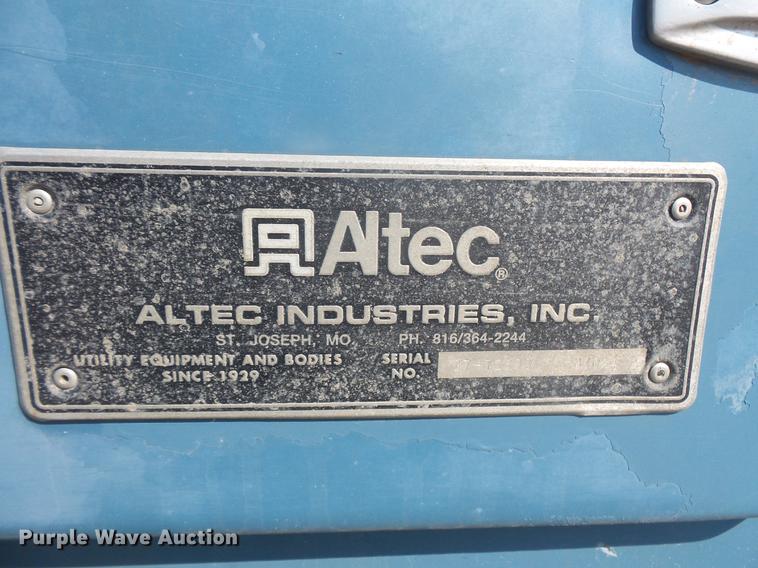 Altec®
ALTEC INDUSTRIES, INC.
ST. JOSEPH, MO. PH. 816/364-2244
UTILITY EQUIPMENT AND BODIES SERIAL
SINCE 1929 NO.
Purple Wave Auction